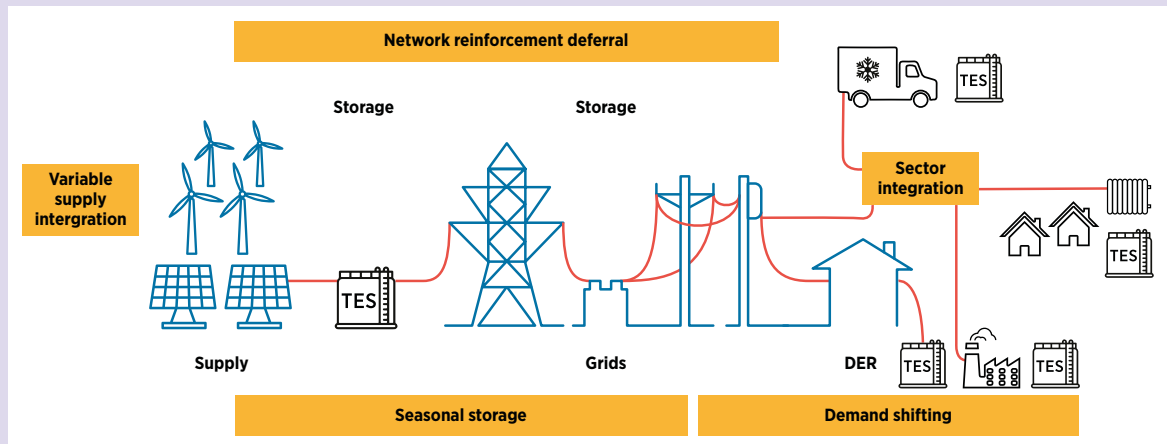 Network reinforcement deferral
TES
Storage
Storage
Variable
supply
intergration
Sector
integration
TES
TES
Supply
Grids
DER
TES
TES
Seasonal storage
Demand shifting